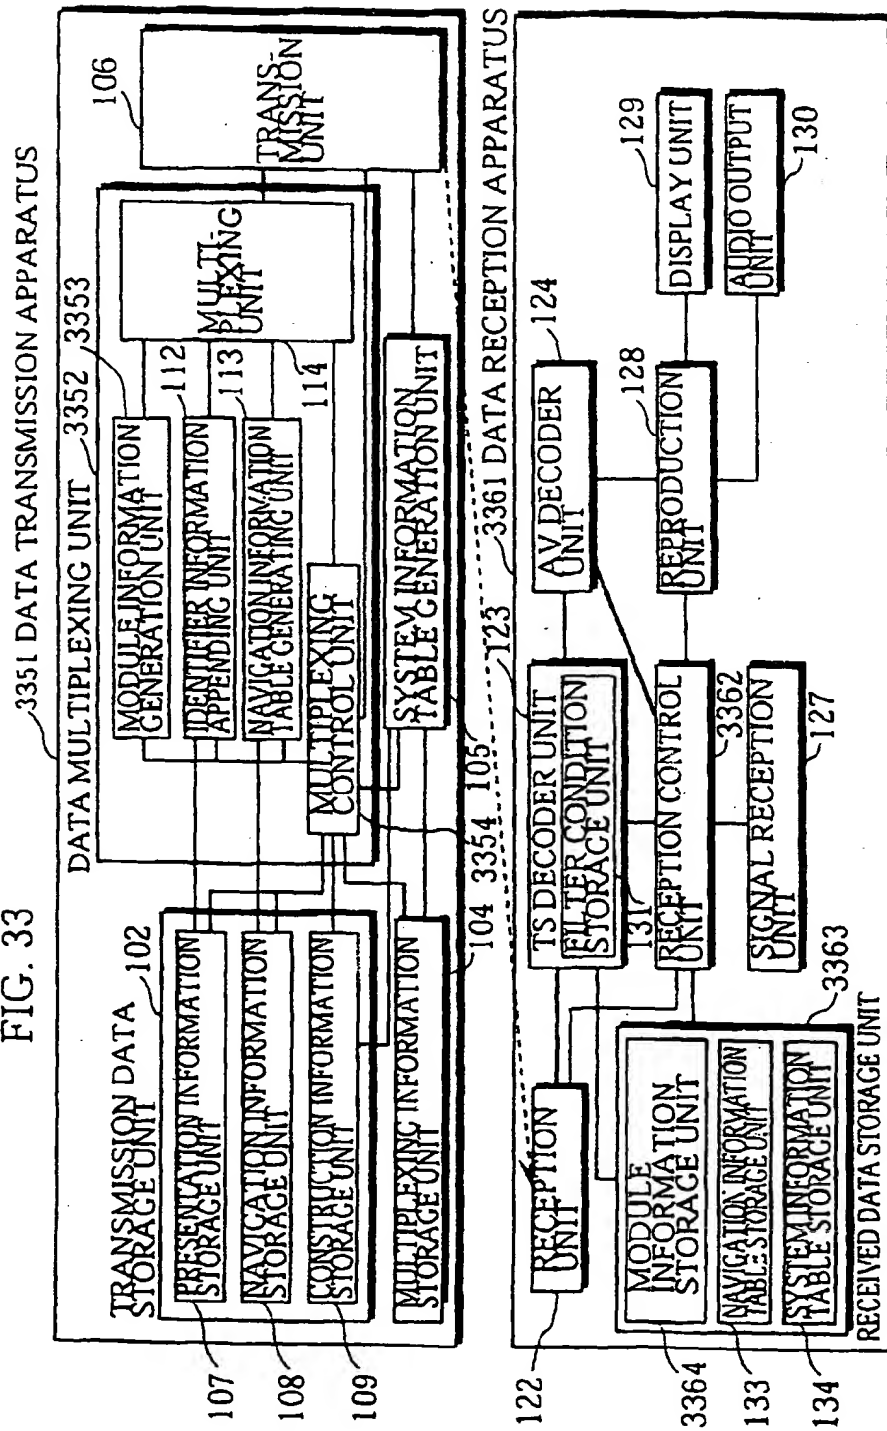 FIG. 33
3351 DATA TRANSMISSION APPARATUS
TRANSMISSION DATA
STORAGE UNIT
102
PRESENTATION INFORMATION
STORAGE UNIT
107
NAVIGATION INFORMATION
STORAGE UNIT
108
CONSTRUCTION INFORMATION
STORAGE UNIT
109
MULTIPLEXING INFORMATION
STORAGE UNIT
104
DATA MULTIPLEXING UNIT
3352
MODULE INFORMATION
GENERATION UNIT
3353
IDENTIFIER INFORMATION
APPENDING UNIT
112
NAVIGATION INFORMATION
TABLE GENERATING UNIT
113
MULTIPLEXING
CONTROL UNIT
3354
MULTI-
PLEXING
UNIT
114
SYSTEM INFORMATION
TABLE GENERATION UNIT
105
TRANS-
MISSION
UNIT
106
3361 DATA RECEPTION APPARATUS
RECEPTION
UNIT
122
TS DECODER UNIT
123
FILTER CONDITION
STORAGE UNIT
131
AV DECODER
UNIT
124
RECEPTION CONTROL
UNIT
3362
REPRODUCTION
UNIT
128
DISPLAY UNIT
129
AUDIO OUTPUT
UNIT
130
SIGNAL RECEPTION
UNIT
127
3363
MODULE
INFORMATION
STORAGE UNIT
3364
NAVIGATION INFORMATION
TABLE STORAGE UNIT
133
SYSTEM INFORMATION
TABLE STORAGE UNIT
134
RECEIVED DATA STORAGE UNIT